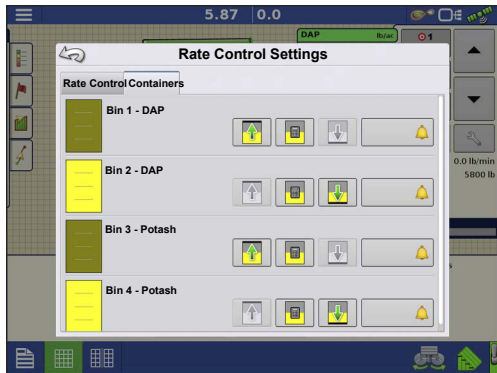 5.87 0.0
DAP lb/ac 1
Rate Control Settings
Rate Control Containers
Bin 1 - DAP
Bin 2 - DAP
0.0 lb/min
5800 lb
Bin 3 - Potash
Bin 4 - Potash